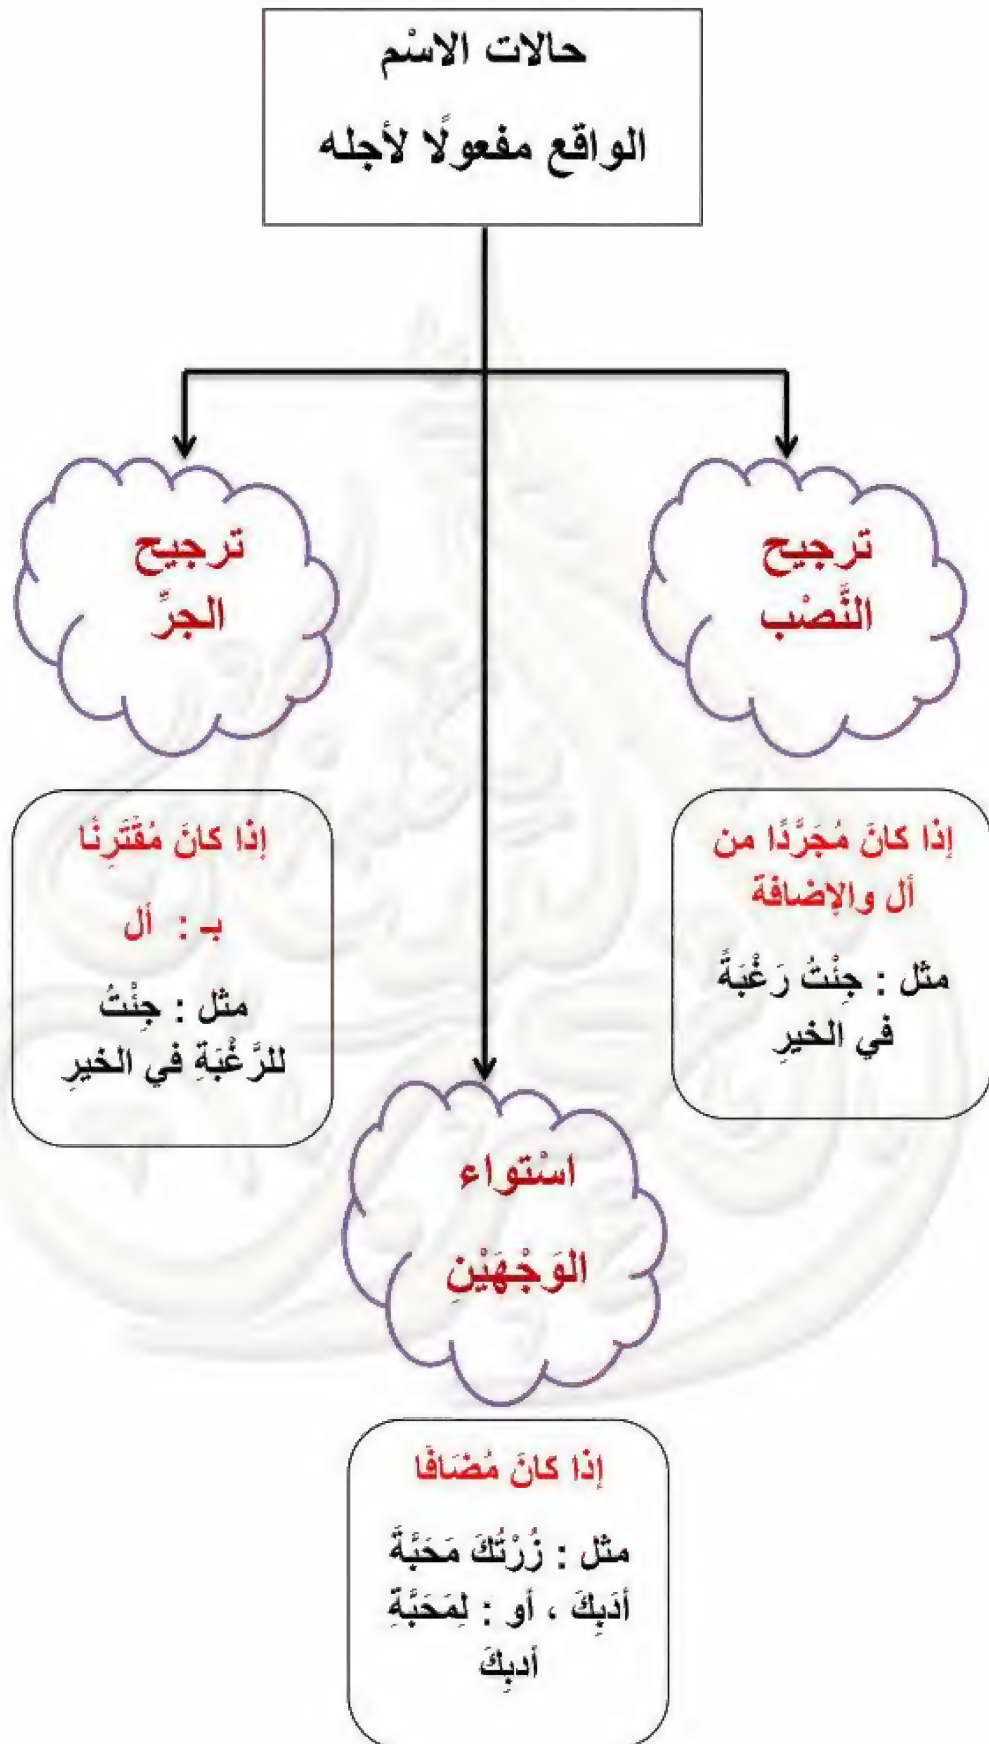 حالات الاسْم
الواقع مفعولًا لأجله
ترجيح
النَّصْب
إذا كانَ مُجَرَّدًا من
أل والإضافة
مثل : جِئْتُ رَغْبَةً
في الخيرِ
ترجيح
الجرِّ
إذا كانَ مُقْتَرِنًا
بـ : أل
مثل : جِئْتُ
للرَّغْبَةِ في الخيرِ
اسْتواء
الوَجْهَيْنِ
إذا كانَ مُضَافًا
مثل : زُرْتُكَ مَحَبَّةَ
أدَبِكَ ، أو : لِمَحَبَّةِ
أدبِكَ